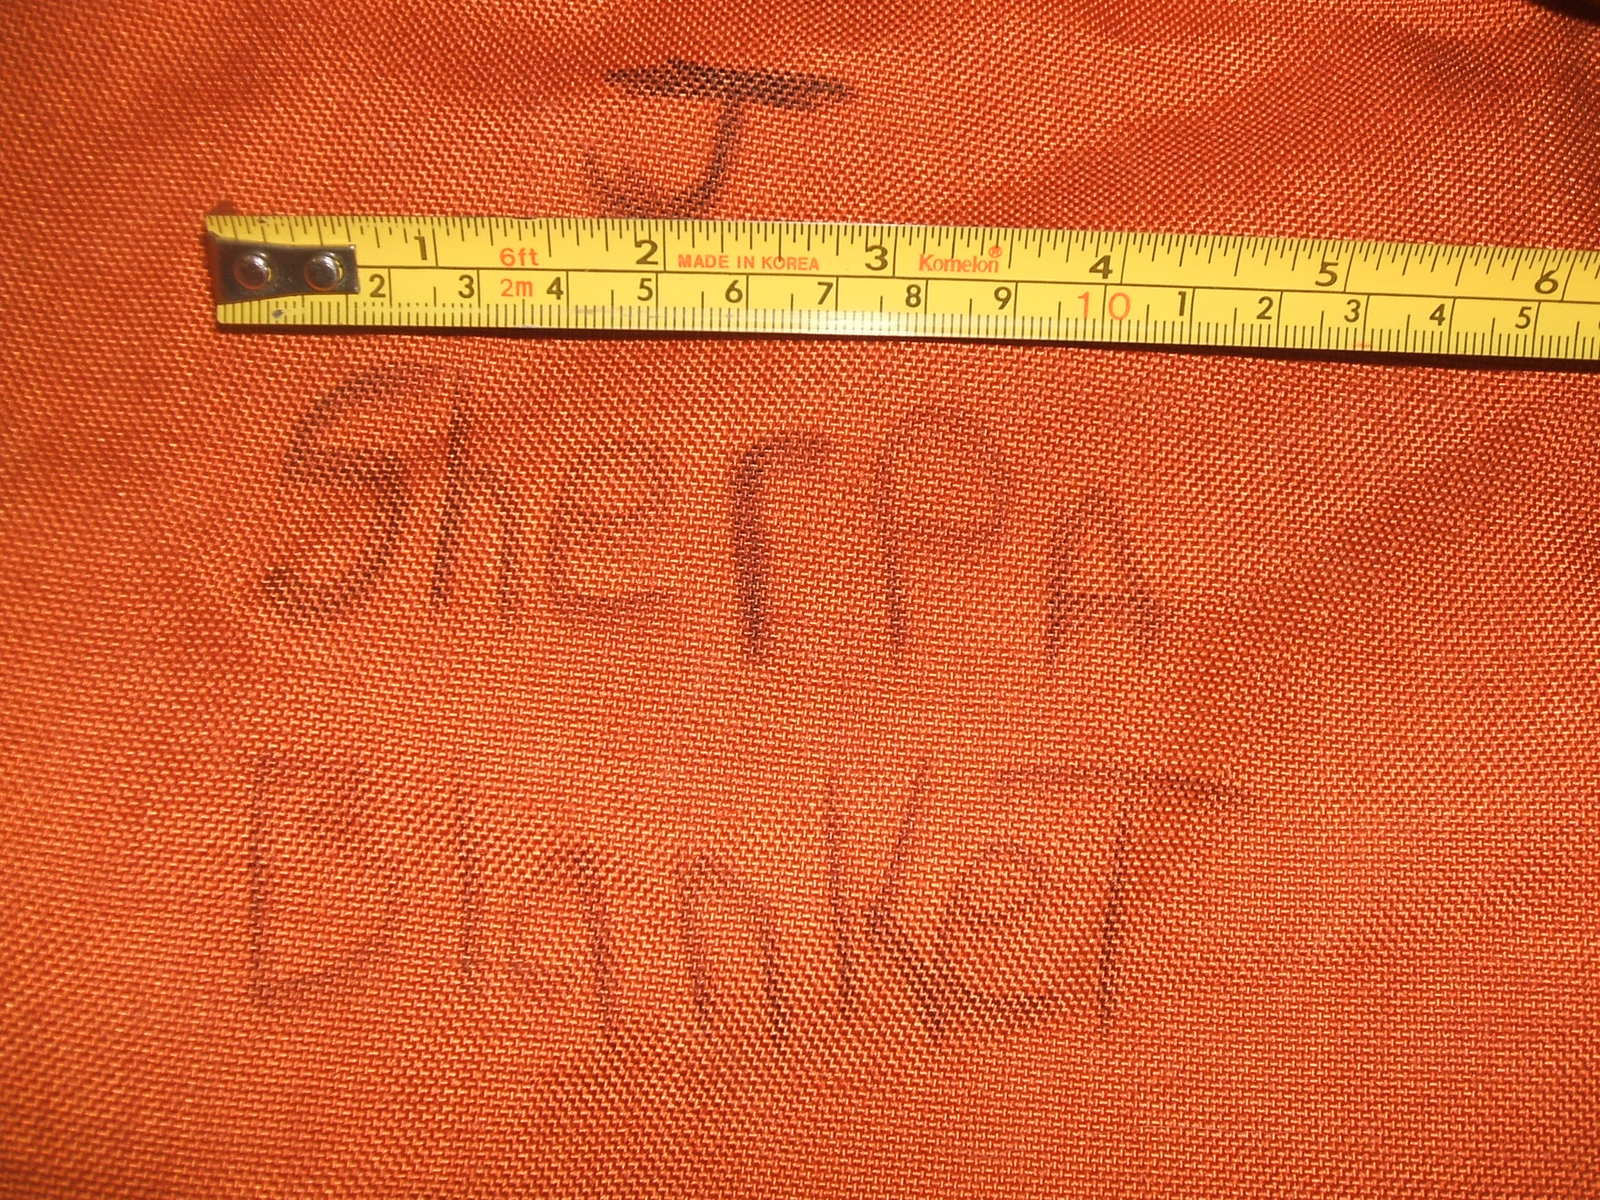 J
1 6ft 2 MADE IN KOREA 3 Komelon® 4 5 6
2 3 2m 4 5 6 7 8 9 10 1 2 3 4 5
SherPA
BlanKeT